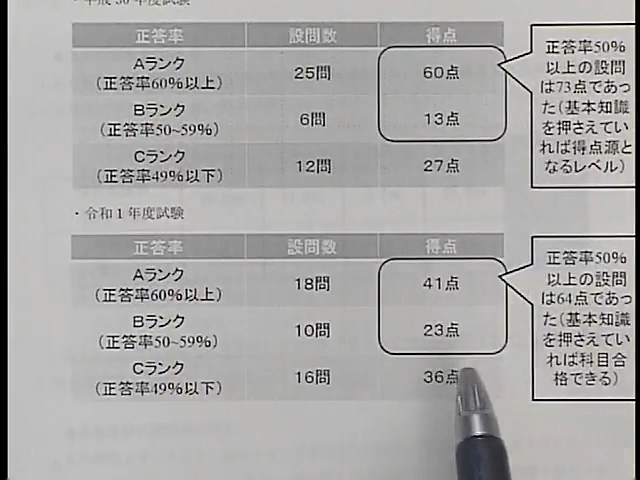 ・平成30年度試験
正答率 設問数 得点
Aランク
(正答率60%以上) 25問 60点
Bランク
(正答率50~59%) 6問 13点
Cランク
(正答率49%以下) 12問 27点
正答率50%
以上の設問
は73点であっ
た(基本知識
を押さえてい
れば得点源と
なるレベル)
・令和1年度試験
正答率 設問数 得点
Aランク
(正答率60%以上) 18問 41点
Bランク
(正答率50~59%) 10問 23点
Cランク
(正答率49%以下) 16問 36点
正答率50%
以上の設問
は64点であっ
た(基本知識
を押さえてい
れば科目合
格できる)